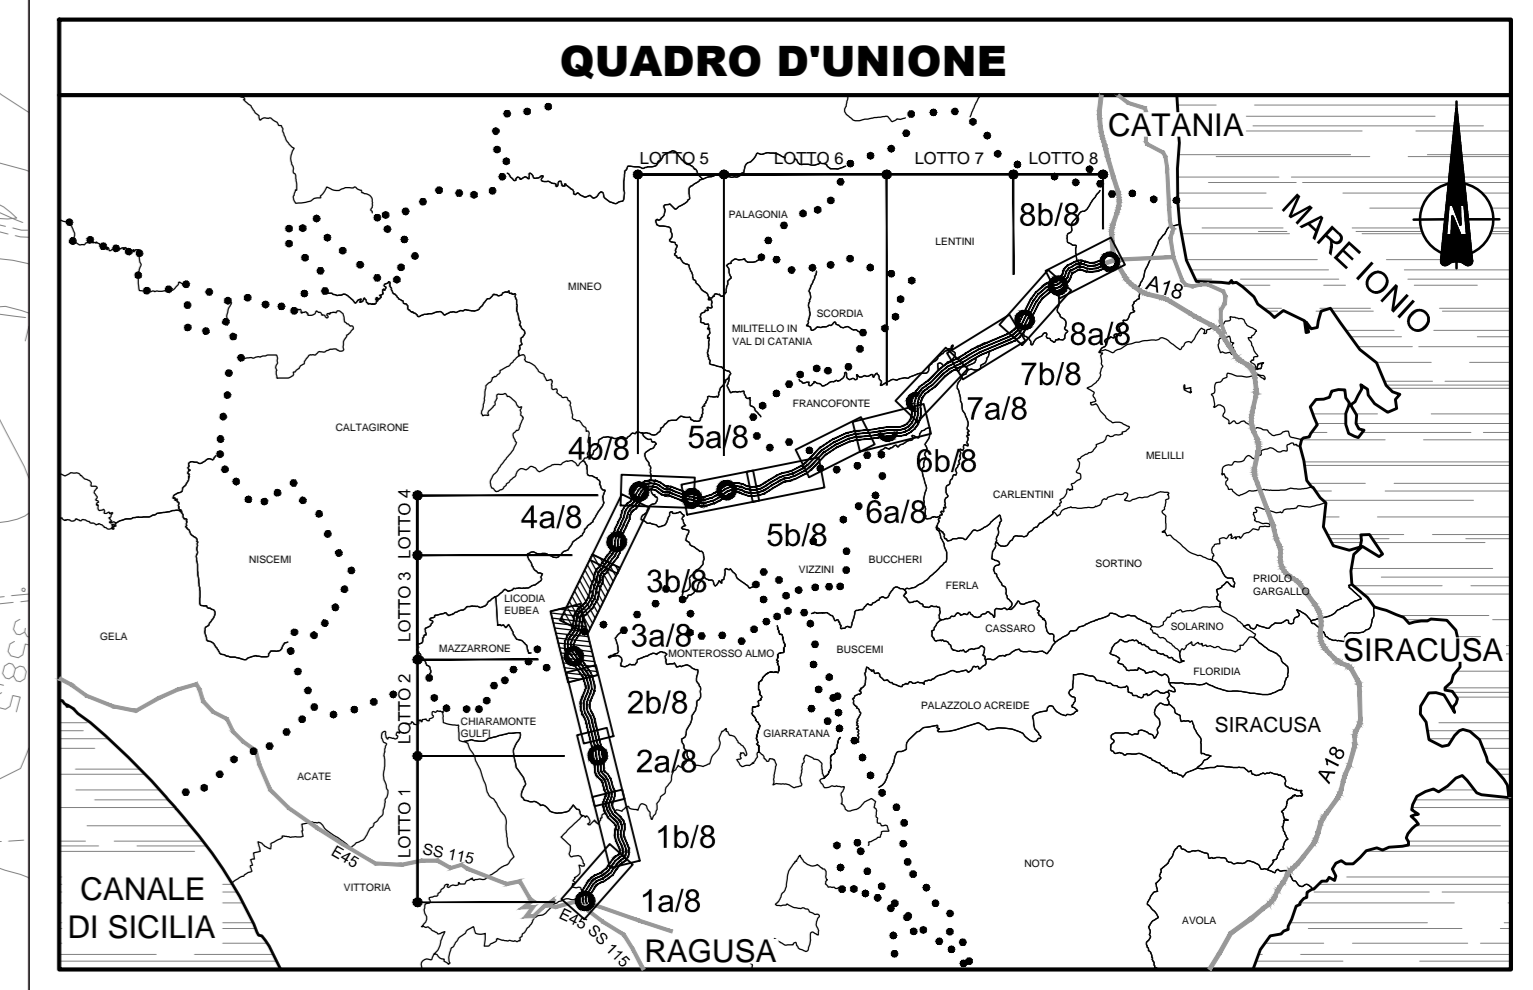 QUADRO D'UNIONE
CATANIA
LOTTO 5
LOTTO 6
LOTTO 7
LOTTO 8
PALAGONIA
8b/8
N
MARE IONIO
LENTINI
MINEO
A18
SCORDIA
MILITELLO IN
VAL DI CATANIA
8a/8
7b/8
FRANCOFONTE
7a/8
CALTAGIRONE
5a/8
4b/8
6b/8
MELILLI
CARLENTINI
LOTTO 4
4a/8
6a/8
5b/8
NISCEMI
VIZZINI
BUCCHERI
SORTINO
3b/8
FERLA
PRIOLO
GARGALLO
LICODIA
EUBEA
LOTTO 3
GELA
3a/8
CASSARO
SOLARINO
MAZZARRONE
MONTEROSSO ALMO
BUSCEMI
SIRACUSA
FLORIDIA
3585
LOTTO 2
2b/8
PALAZZOLO ACREIDE
CHIARAMONTE
GULFI
GIARRATANA
SIRACUSA
ACATE
2a/8
A18
LOTTO 1
1b/8
E45
SS 115
NOTO
VITTORIA
CANALE
DI SICILIA
1a/8
E45 SS 115
AVOLA
RAGUSA